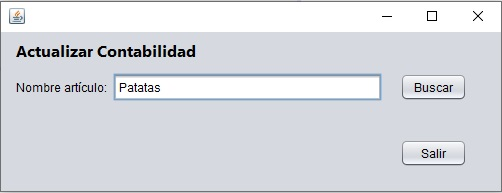 Actualizar Contabilidad
Nombre artículo: Patatas Buscar
Salir